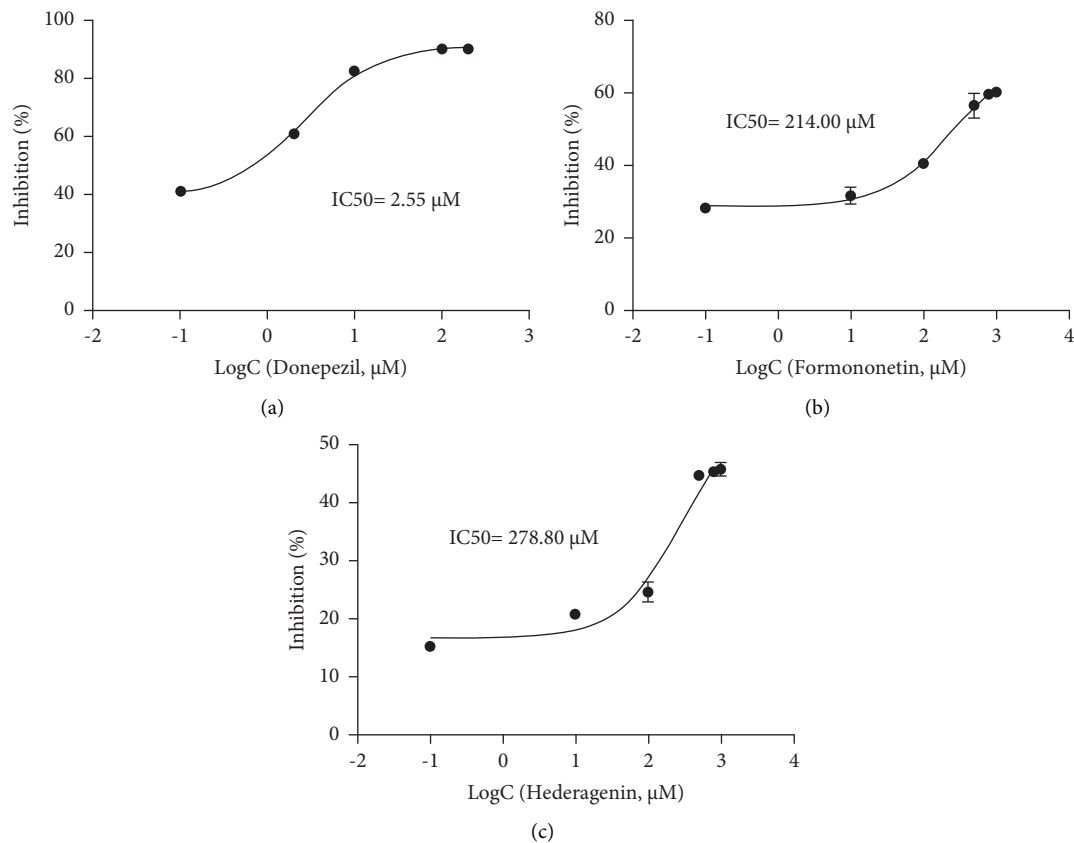 100
80
60
40
20
0
Inhibition (%)
IC50= 2.55 μM
-2 -1 0 1 2 3
LogC (Donepezil, μM)
(a)
80
60
40
20
0
Inhibition (%)
IC50= 214.00 μM
-2 -1 0 1 2 3 4
LogC (Formononetin, μM)
(b)
50
40
30
20
10
0
Inhibition (%)
IC50= 278.80 μM
-2 -1 0 1 2 3 4
LogC (Hederagenin, μM)
(c)